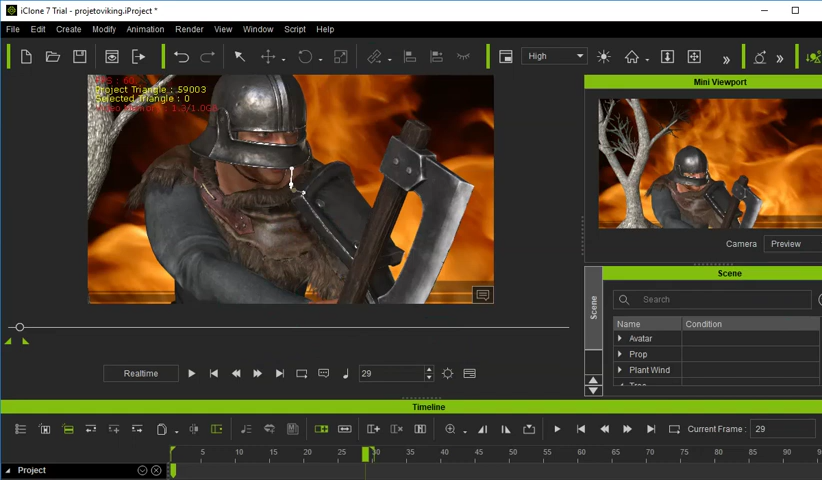 iClone 7 Trial - projetoviking.iProject *
File Edit Create Modify Animation Render View Window Script Help
High
Project Triangle : 59003
Selected Triangle : 0
Mini Viewport
Camera Preview
Scene
Scene
Search
Name Condition
Avatar
Prop
Plant Wind
Realtime
29
Timeline
Current Frame : 29
5 10 15 20 25 30 35 40 45 50 55 60 65 70 75 80 85 90
Project